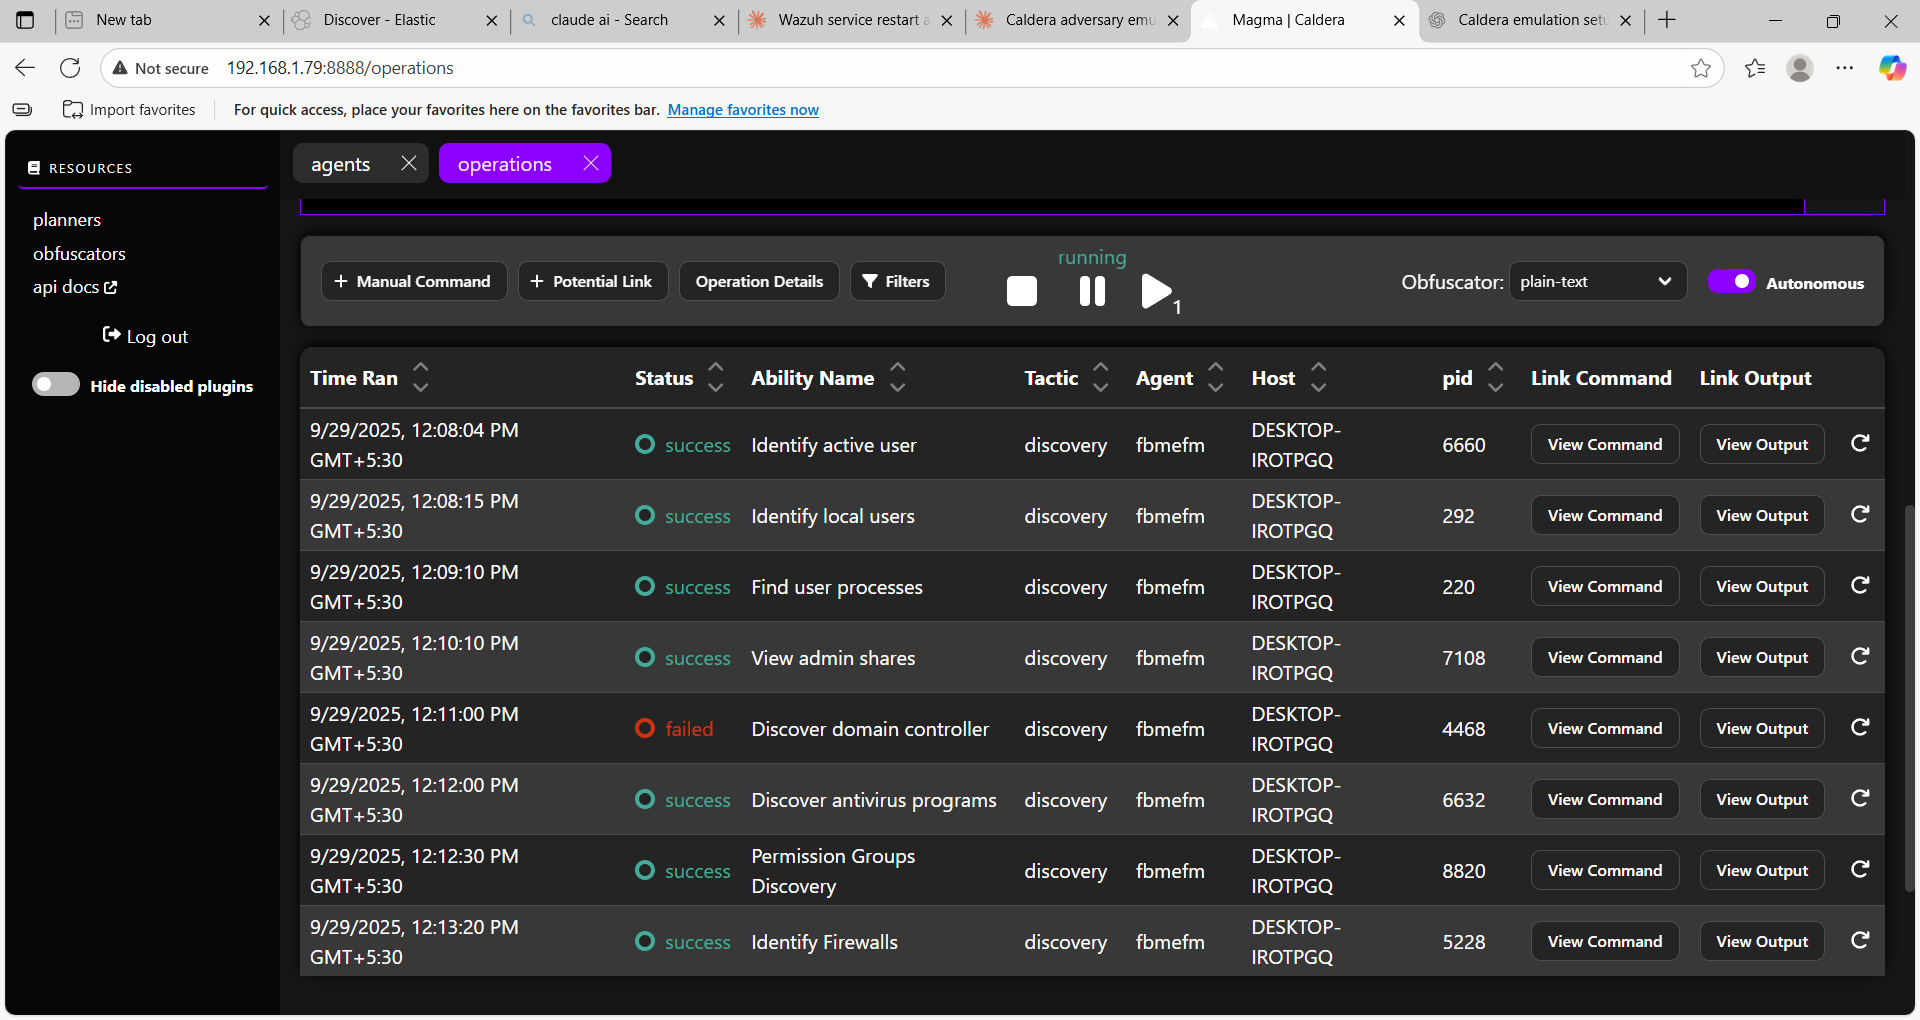 New tab
Discover - Elastic
claude ai - Search
Wazuh service restart a
Caldera adversary emu
Magma | Caldera
Caldera emulation setu
Not secure 192.168.1.79:8888/operations
Import favorites For quick access, place your favorites here on the favorites bar. Manage favorites now
RESOURCES
planners
obfuscators
api docs
Log out
Hide disabled plugins
agents operations
running
+ Manual Command + Potential Link Operation Details Filters 1 Obfuscator: plain-text Autonomous
Time Ran Status Ability Name Tactic Agent Host pid Link Command Link Output
9/29/2025, 12:08:04 PM GMT+5:30 success Identify active user discovery fbmefm DESKTOP-IROTPGQ 6660 View Command View Output
9/29/2025, 12:08:15 PM GMT+5:30 success Identify local users discovery fbmefm DESKTOP-IROTPGQ 292 View Command View Output
9/29/2025, 12:09:10 PM GMT+5:30 success Find user processes discovery fbmefm DESKTOP-IROTPGQ 220 View Command View Output
9/29/2025, 12:10:10 PM GMT+5:30 success View admin shares discovery fbmefm DESKTOP-IROTPGQ 7108 View Command View Output
9/29/2025, 12:11:00 PM GMT+5:30 failed Discover domain controller discovery fbmefm DESKTOP-IROTPGQ 4468 View Command View Output
9/29/2025, 12:12:00 PM GMT+5:30 success Discover antivirus programs discovery fbmefm DESKTOP-IROTPGQ 6632 View Command View Output
9/29/2025, 12:12:30 PM GMT+5:30 success Permission Groups Discovery discovery fbmefm DESKTOP-IROTPGQ 8820 View Command View Output
9/29/2025, 12:13:20 PM GMT+5:30 success Identify Firewalls discovery fbmefm DESKTOP-IROTPGQ 5228 View Command View Output